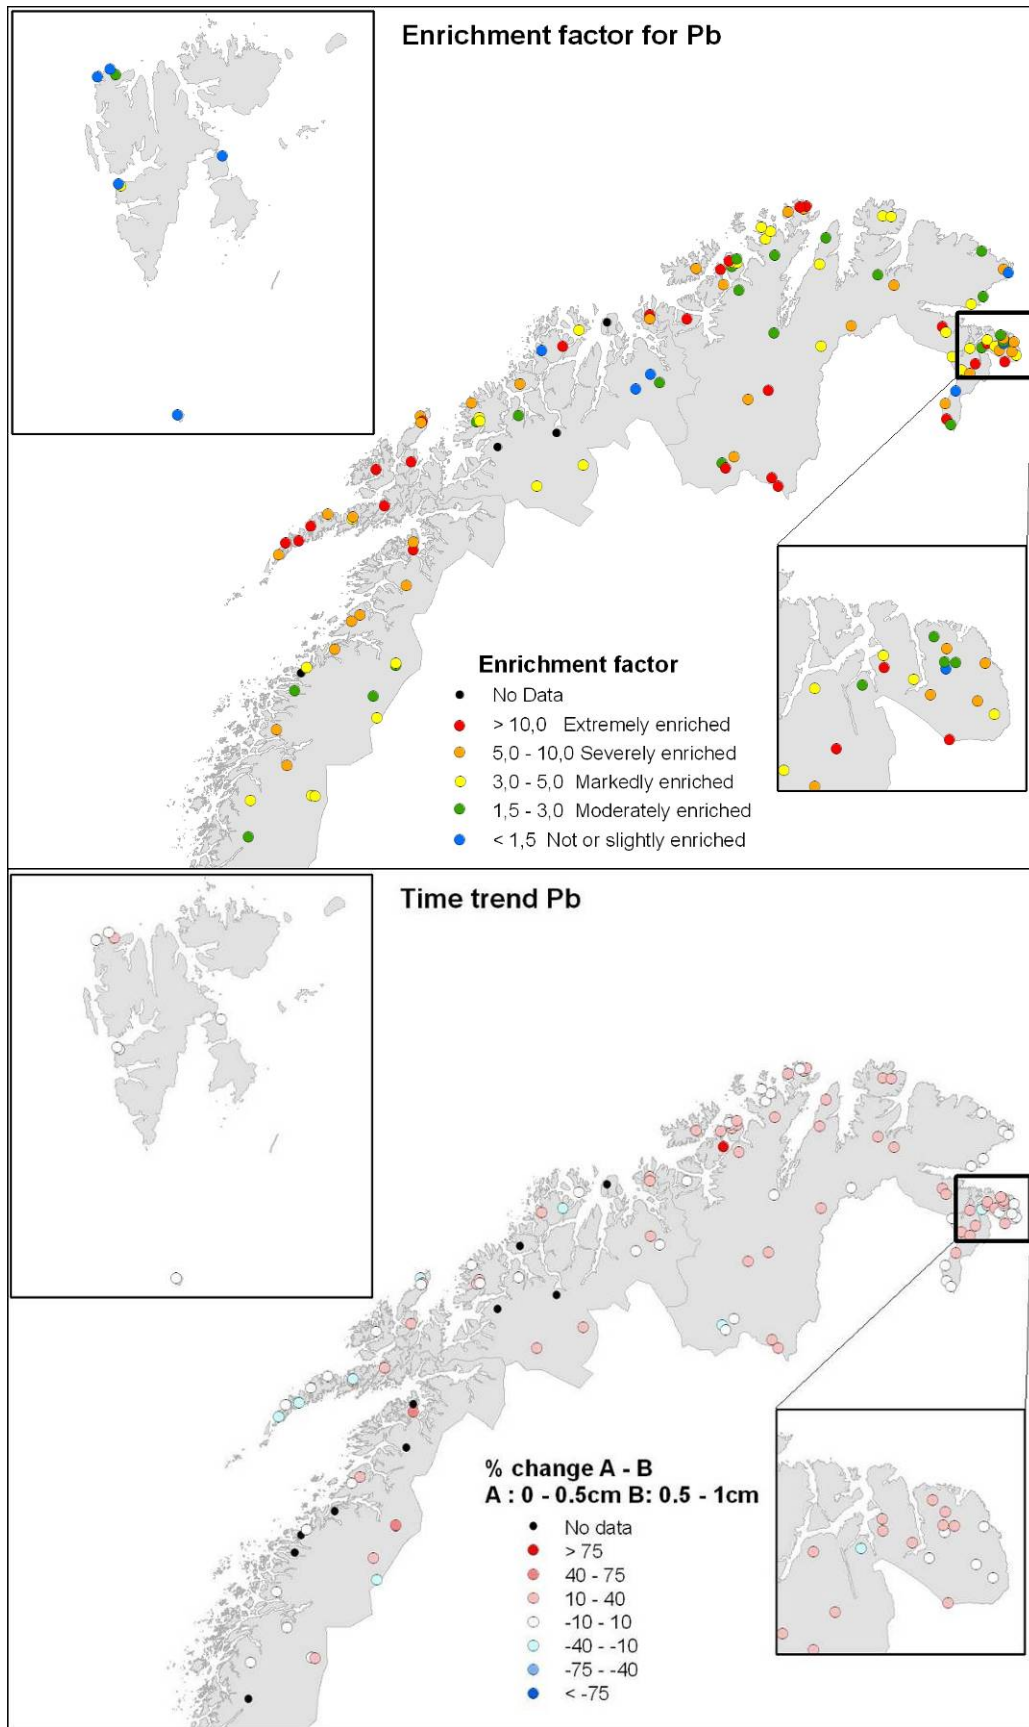 Enrichment factor for Pb
Enrichment factor
No Data
> 10,0 Extremely enriched
5,0 - 10,0 Severely enriched
3,0 - 5,0 Markedly enriched
1,5 - 3,0 Moderately enriched
< 1,5 Not or slightly enriched
Time trend Pb
% change A - B
A : 0 - 0.5cm B: 0.5 - 1cm
No data
> 75
40 - 75
10 - 40
-10 - 10
-40 - -10
-75 - -40
< -75